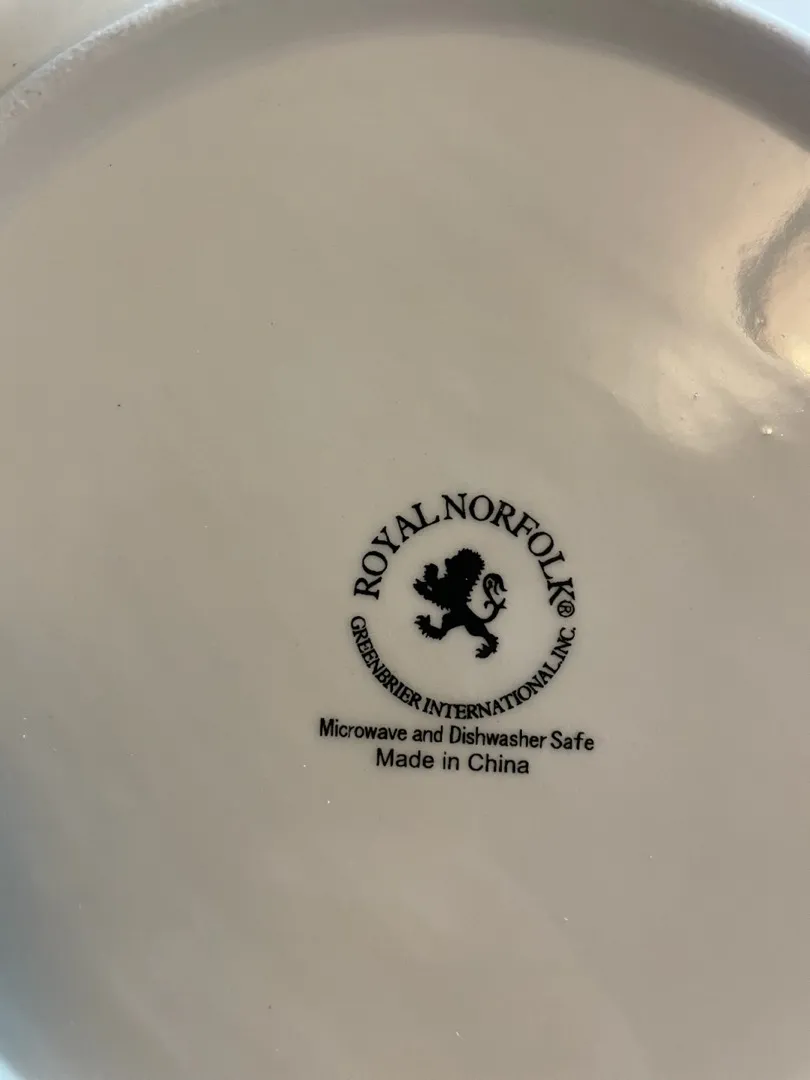 ROYAL NORFOLK®
GREENBRIER INTERNATIONAL, INC.
Microwave and Dishwasher Safe
Made in China